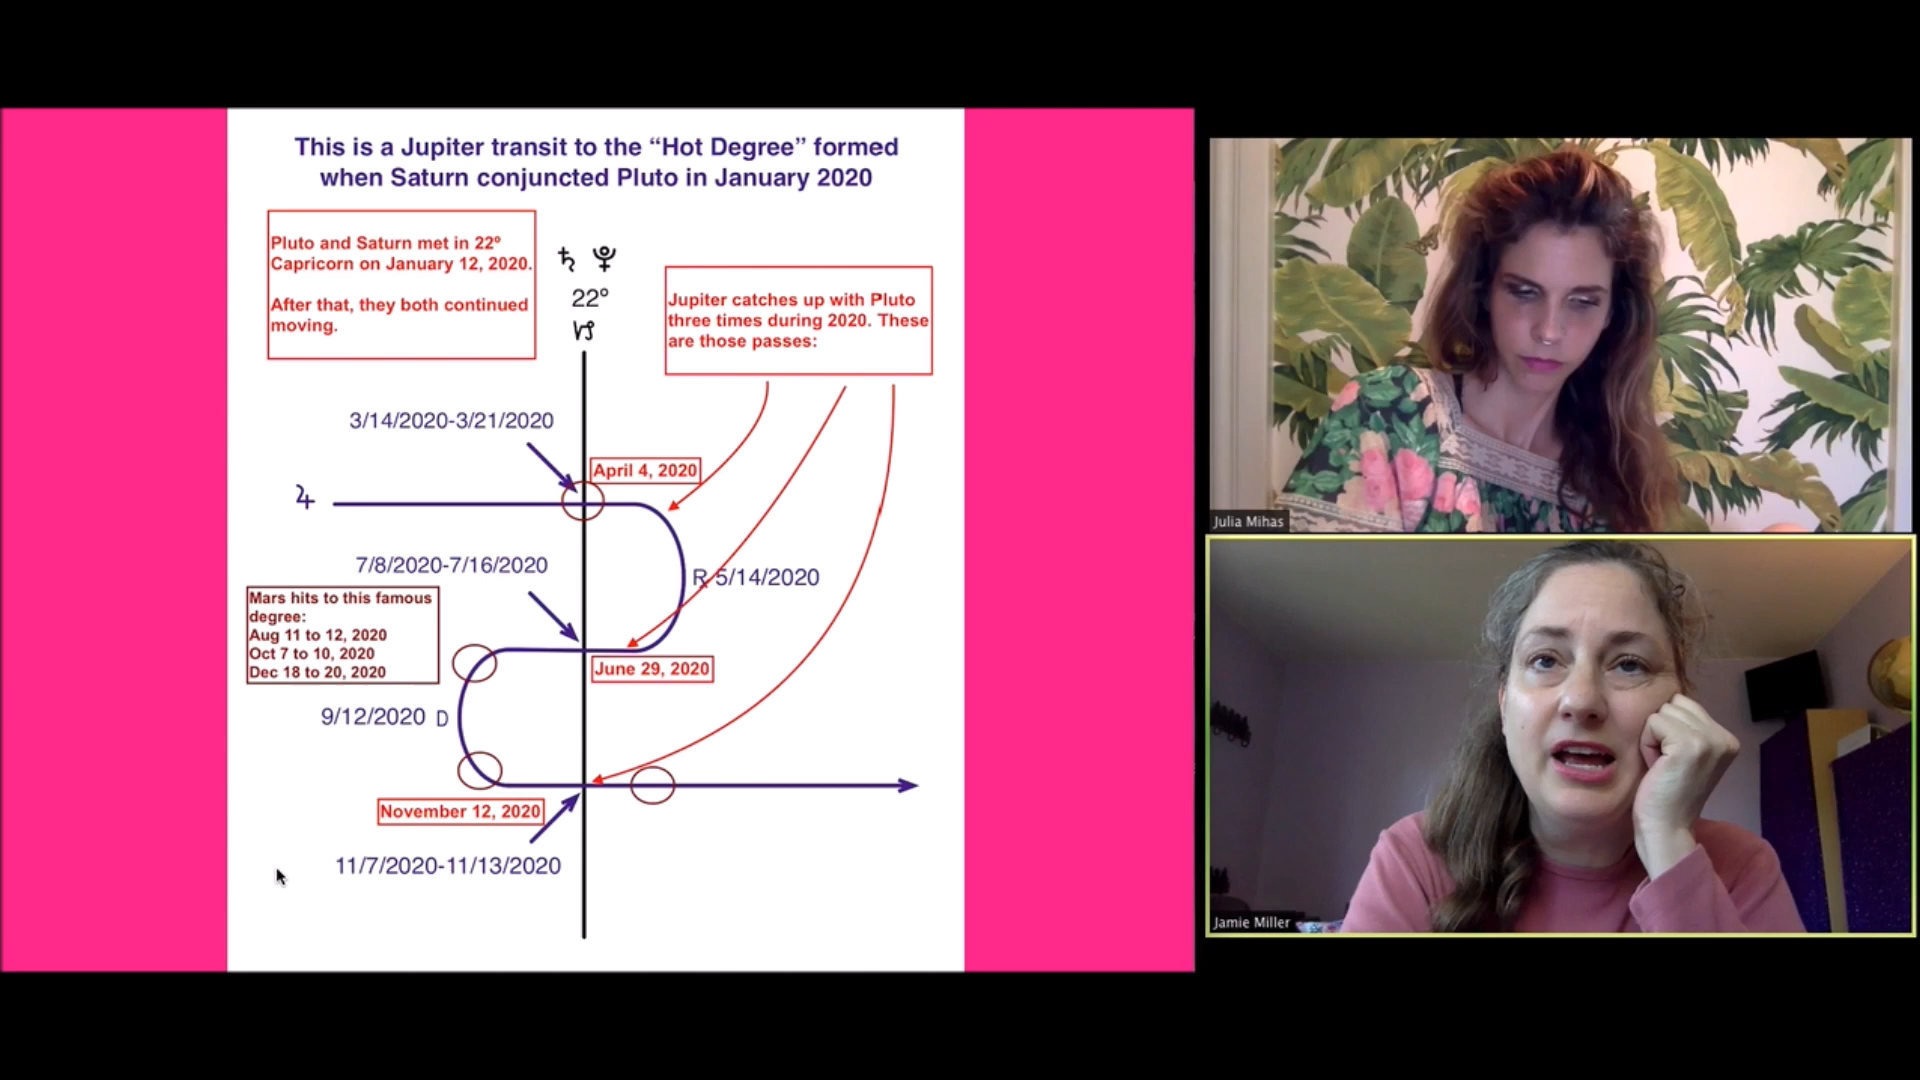 This is a Jupiter transit to the “Hot Degree” formed
when Saturn conjuncted Pluto in January 2020
Pluto and Saturn met in 22º
Capricorn on January 12, 2020.
After that, they both continued
moving.
♄ ♇
22°
♑
Jupiter catches up with Pluto
three times during 2020. These
are those passes:
3/14/2020-3/21/2020
April 4, 2020
♃
7/8/2020-7/16/2020
R 5/14/2020
Mars hits to this famous
degree:
Aug 11 to 12, 2020
Oct 7 to 10, 2020
Dec 18 to 20, 2020
June 29, 2020
9/12/2020 D
November 12, 2020
11/7/2020-11/13/2020
Julia Mihas
Jamie Miller